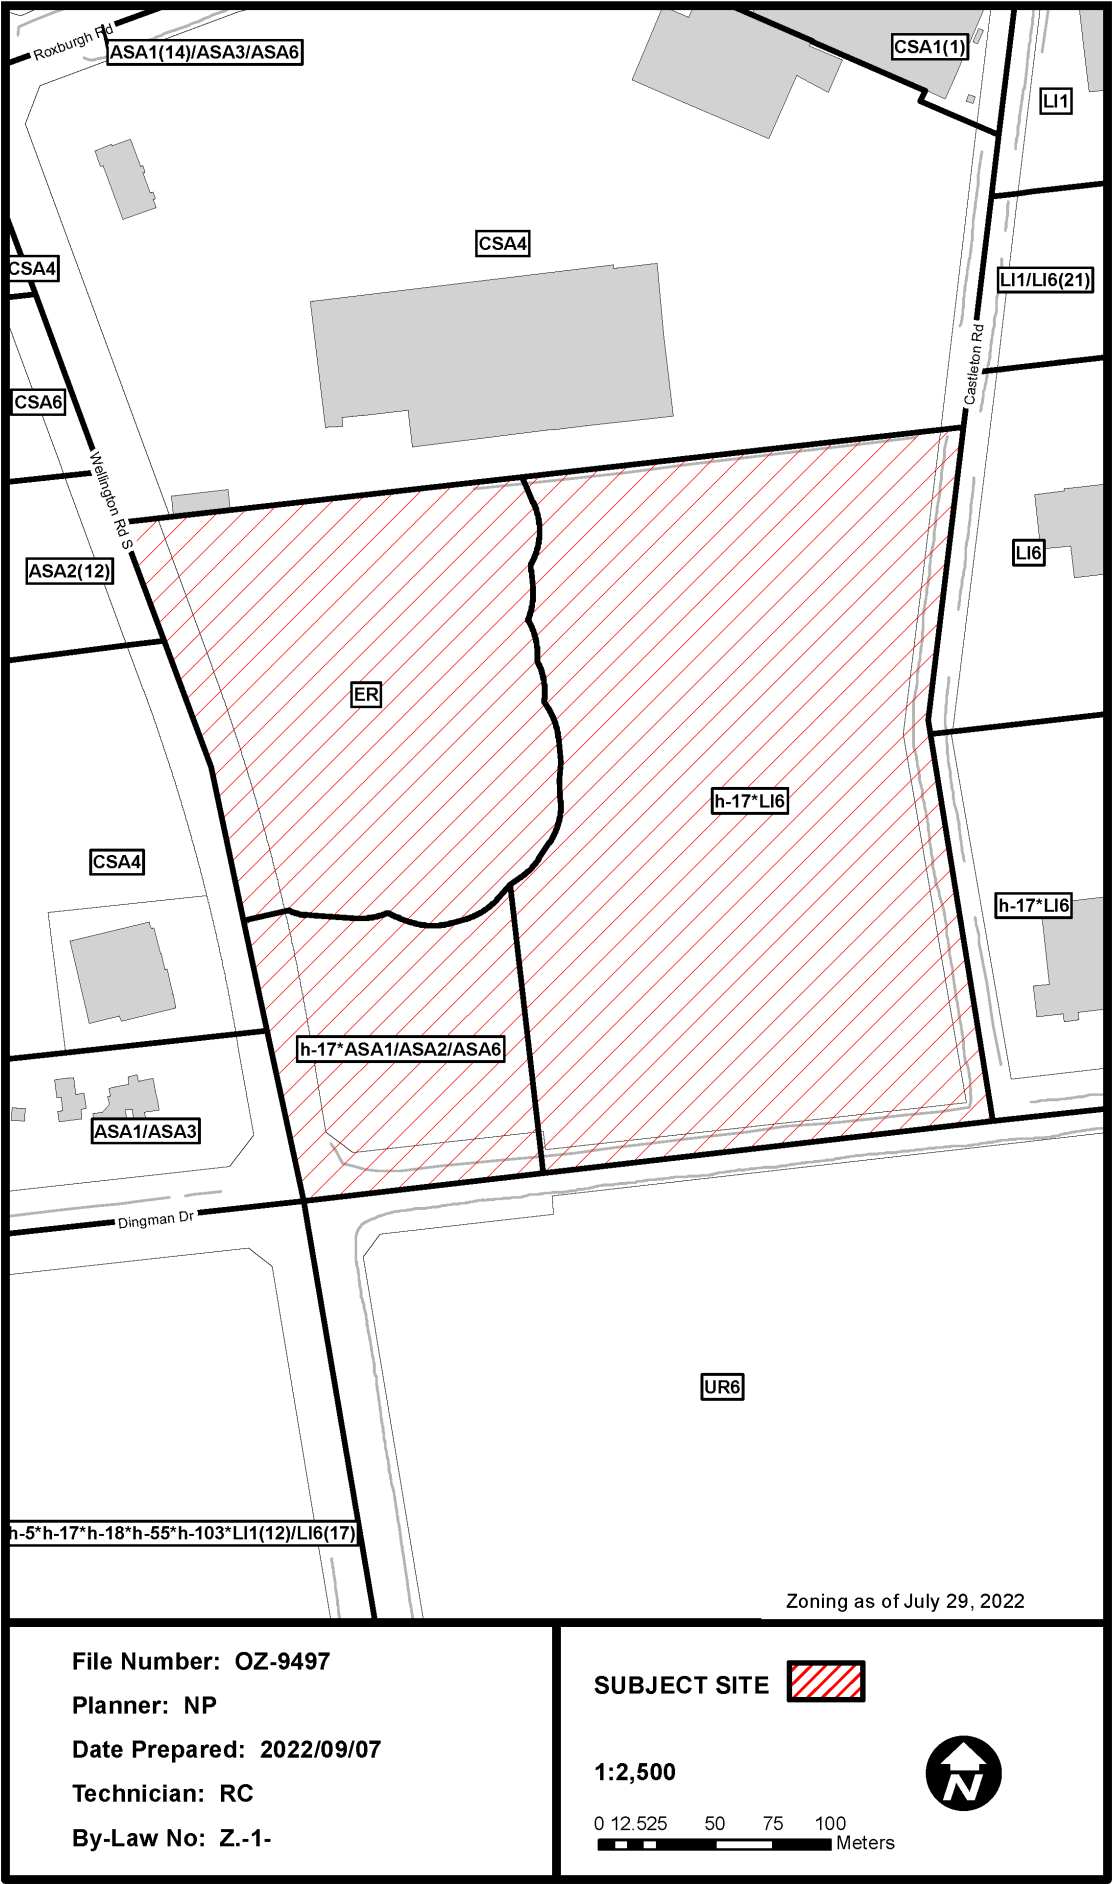 Roxburgh Rd
ASA1(14)/ASA3/ASA6
CSA1(1)
LI1
CSA4
CSA4
LI1/LI6(21)
Castleton Rd
CSA6
Wellington Rd S
LI6
ASA2(12)
ER
h-17*LI6
CSA4
h-17*LI6
h-17*ASA1/ASA2/ASA6
ASA1/ASA3
Dingman Dr
UR6
h-5*h-17*h-18*h-55*h-103*LI1(12)/LI6(17)
Zoning as of July 29, 2022
File Number: OZ-9497
Planner: NP
Date Prepared: 2022/09/07
Technician: RC
By-Law No: Z.-1-
SUBJECT SITE
1:2,500
N
0 12.525 50 75 100
Meters